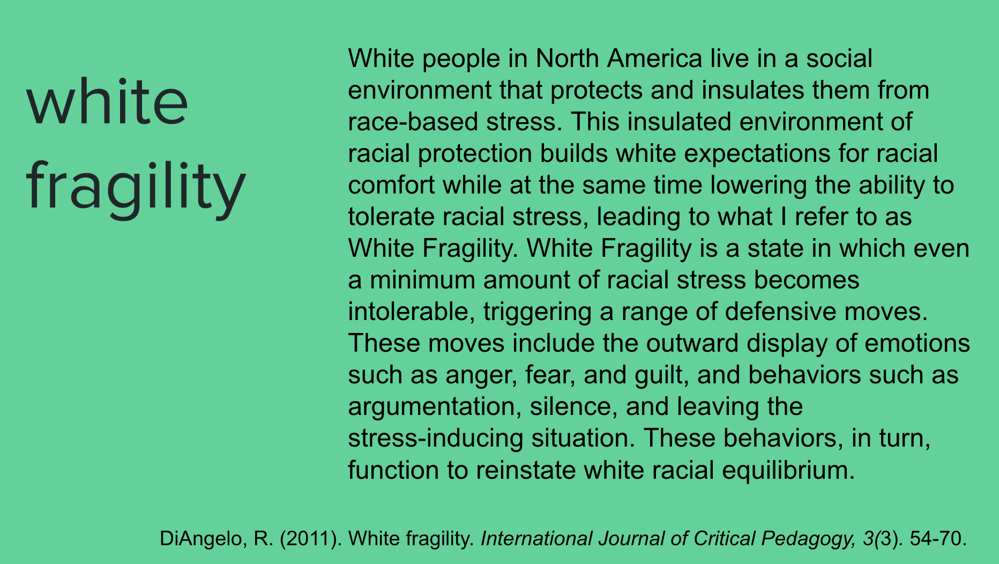 white
fragility
White people in North America live in a social
environment that protects and insulates them from
race-based stress. This insulated environment of
racial protection builds white expectations for racial
comfort while at the same time lowering the ability to
tolerate racial stress, leading to what I refer to as
White Fragility. White Fragility is a state in which even
a minimum amount of racial stress becomes
intolerable, triggering a range of defensive moves.
These moves include the outward display of emotions
such as anger, fear, and guilt, and behaviors such as
argumentation, silence, and leaving the
stress-inducing situation. These behaviors, in turn,
function to reinstate white racial equilibrium.
DiAngelo, R. (2011). White fragility. International Journal of Critical Pedagogy, 3(3). 54-70.